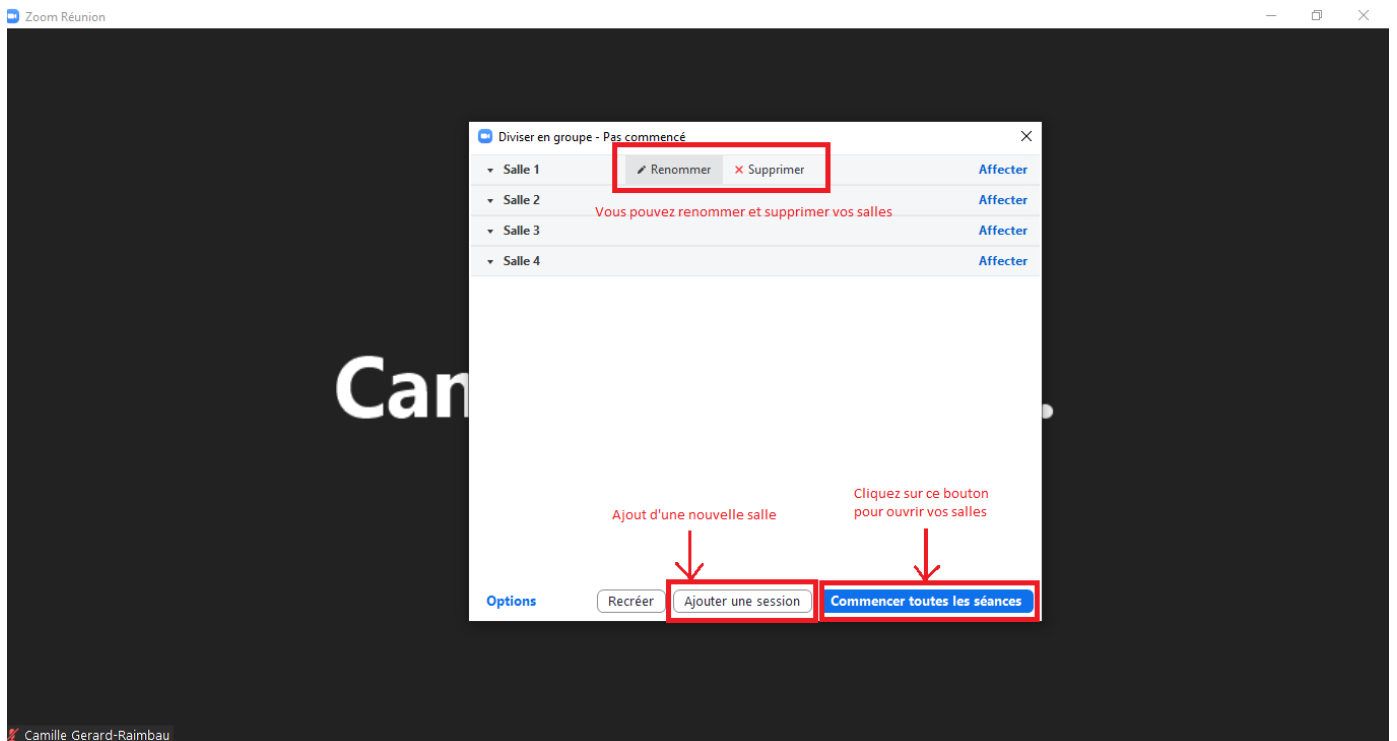 Zoom Réunion
Diviser en groupe - Pas commencé
Salle 1 Renommer Supprimer Affecter
Salle 2 Affecter
Vous pouvez renommer et supprimer vos salles
Salle 3 Affecter
Salle 4 Affecter
Can
Cliquez sur ce bouton
pour ouvrir vos salles
Ajout d'une nouvelle salle
Options Recréer Ajouter une session Commencer toutes les séances
Camille Gerard-Raimbau